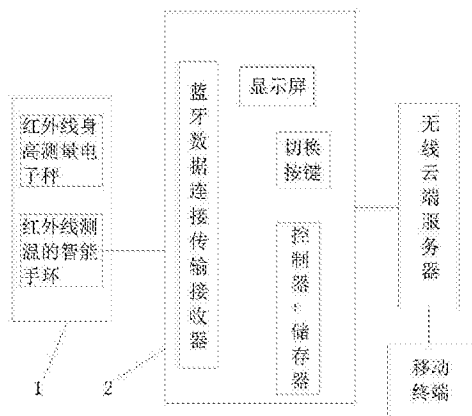 红外线身
高测量电
子秤
红外线测
温的智能
手环
1
2
蓝牙数据连接传输接收器
显示屏
切换
按键
控制器+储存器
无线云端服务器
移动
终端